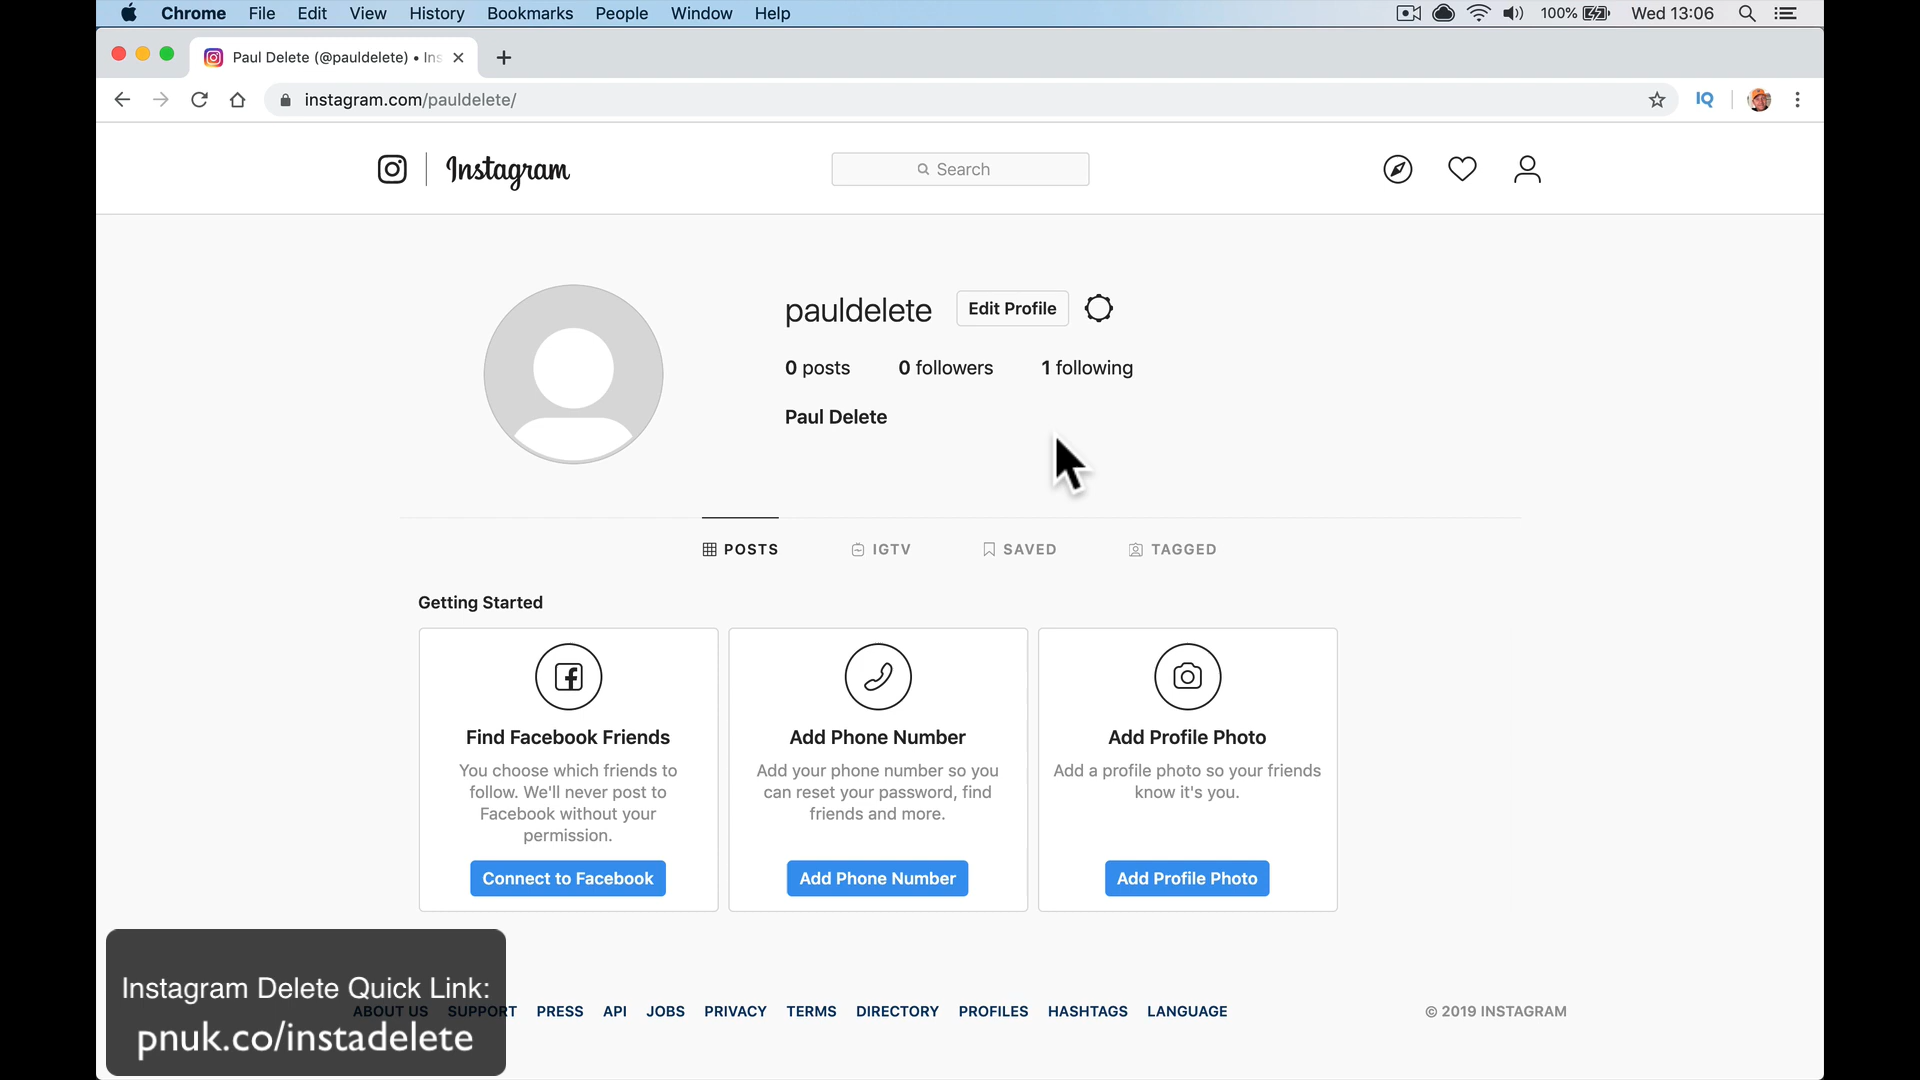 Chrome File Edit View History Bookmarks People Window Help 100% Wed 13:06
Paul Delete (@pauldelete) • Ins
instagram.com/pauldelete/
IQ
Instagram
Search
pauldelete Edit Profile
0 posts 0 followers 1 following
Paul Delete
POSTS IGTV SAVED TAGGED
Getting Started
Find Facebook Friends
You choose which friends to
follow. We'll never post to
Facebook without your
permission.
Connect to Facebook
Add Phone Number
Add your phone number so you
can reset your password, find
friends and more.
Add Phone Number
Add Profile Photo
Add a profile photo so your friends
know it's you.
Add Profile Photo
Instagram Delete Quick Link:
ABOUT US SUPPORT PRESS API JOBS PRIVACY TERMS DIRECTORY PROFILES HASHTAGS LANGUAGE © 2019 INSTAGRAM
pnuk.co/instadelete